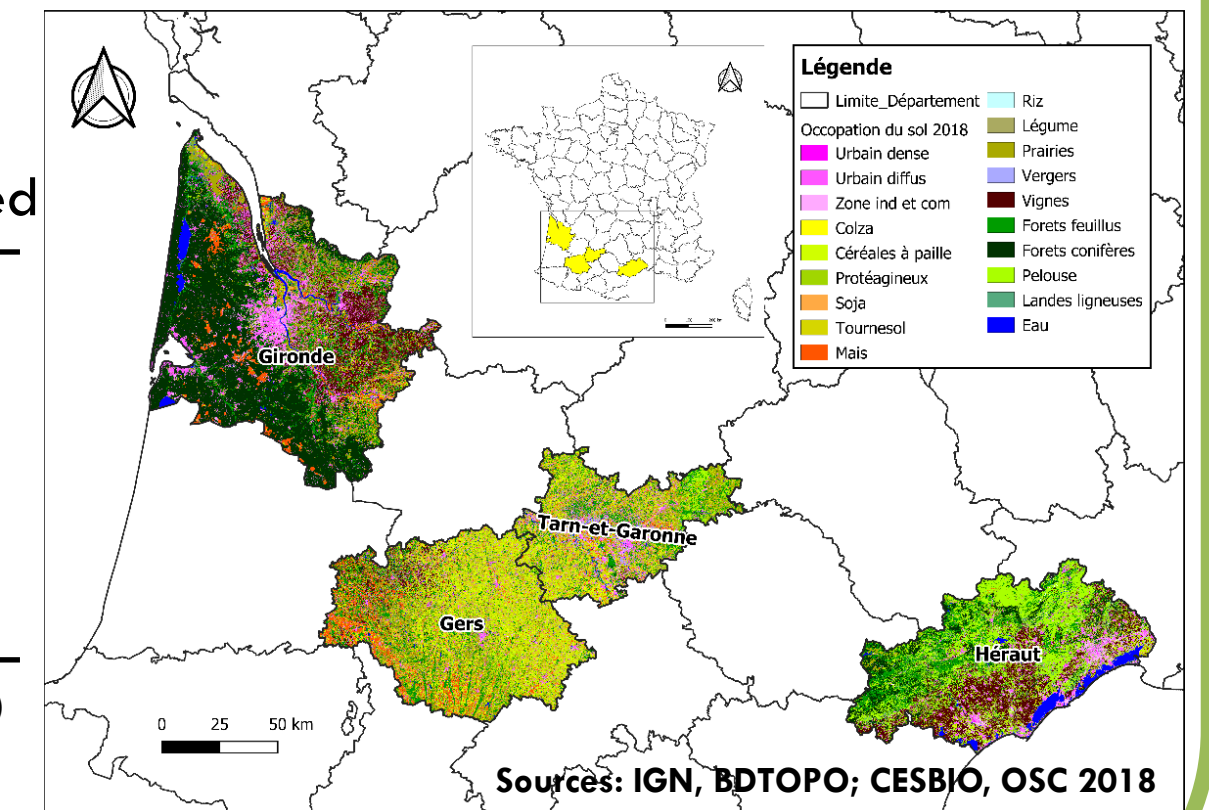 ed
Légende
Limite_Département
Occopation du sol 2018
Urbain dense
Urbain diffus
Zone ind et com
Colza
Céréales à paille
Protéagineux
Soja
Tournesol
Mais
Riz
Légume
Prairies
Vergers
Vignes
Forets feuillus
Forets conifères
Pelouse
Landes ligneuses
Eau
Gironde
Tarn-et-Garonne
Gers
Héraut
0 25 50 km
Sources: IGN, BDTOPO; CESBIO, OSC 2018